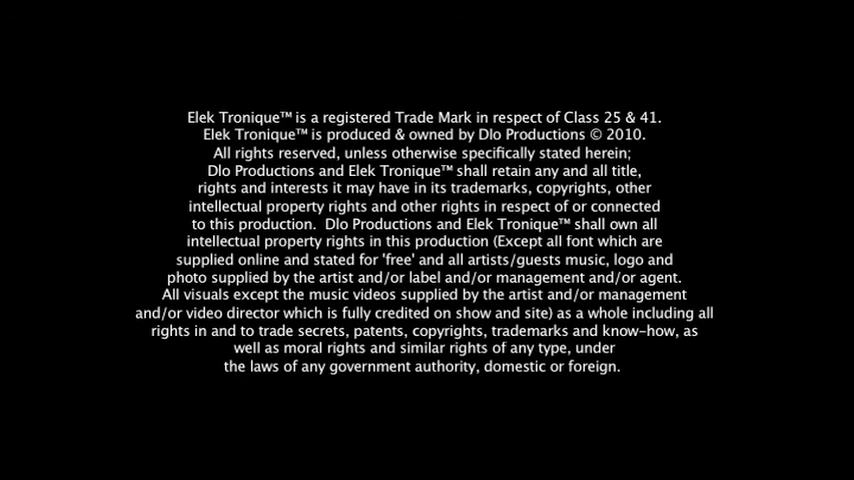 Elek Tronique™ is a registered Trade Mark in respect of Class 25 & 41.
Elek Tronique™ is produced & owned by Dlo Productions © 2010.
All rights reserved, unless otherwise specifically stated herein;
Dlo Productions and Elek Tronique™ shall retain any and all title,
rights and interests it may have in its trademarks, copyrights, other
intellectual property rights and other rights in respect of or connected
to this production.  Dlo Productions and Elek Tronique™ shall own all
intellectual property rights in this production (Except all font which are
supplied online and stated for 'free' and all artists/guests music, logo and
photo supplied by the artist and/or label and/or management and/or agent.
All visuals except the music videos supplied by the artist and/or management
and/or video director which is fully credited on show and site) as a whole including all
rights in and to trade secrets, patents, copyrights, trademarks and know-how, as
well as moral rights and similar rights of any type, under
the laws of any government authority, domestic or foreign.